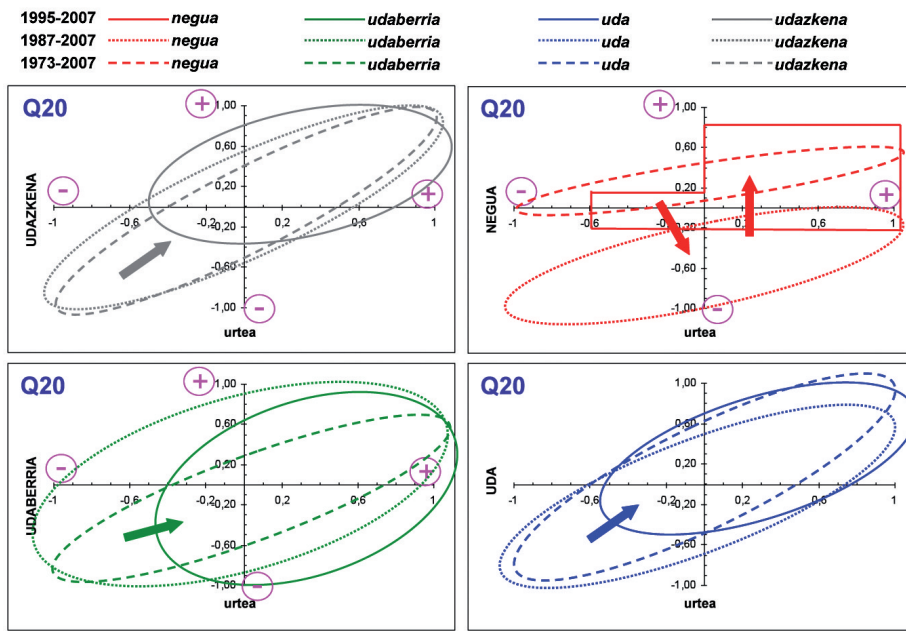 1995-2007 negua udaberria uda udazkena
1987-2007 negua udaberria uda udazkena
1973-2007 negua udaberria uda udazkena
Q20
+
1,00
0,60
0,20
-
+
-1 -0,6 -0,2 0,2 0,6 1
-0,20
-0,60
-1,00
-
UDAZKENA
urtea
Q20
+
1,00
0,60
0,20
-
+
-1 -0,6 -0,2 0,2 0,6 1
-0,20
-0,60
-1,00
-
NEGUA
urtea
Q20
+
1,00
0,60
0,20
-
+
-1 -0,6 -0,2 0,2 0,6 1
-0,20
-0,60
-1,00
-
UDABERRIA
urtea
Q20
1,00
0,60
0,20
-1 -0,6 -0,2 0,2 0,6 1
-0,20
-0,60
-1,00
UDA
urtea